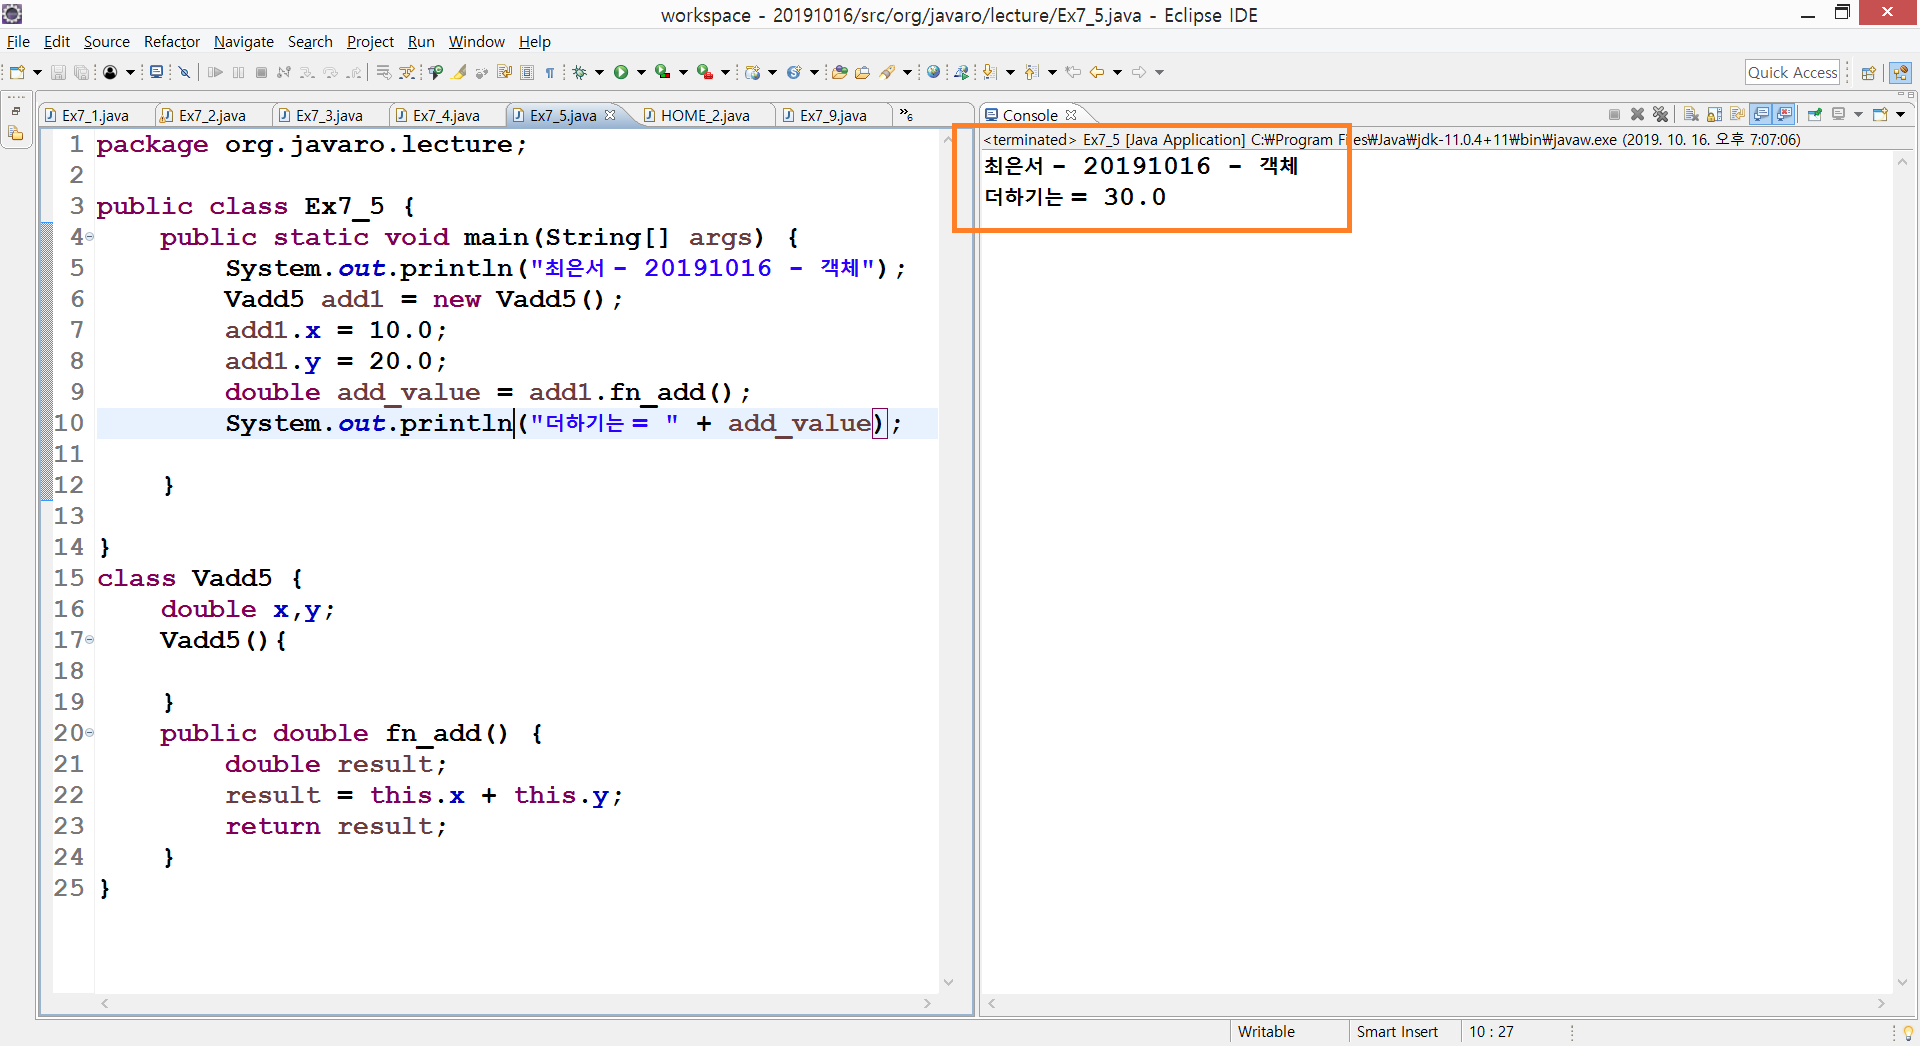 workspace - 20191016/src/org/javaro/lecture/Ex7_5.java - Eclipse IDE
File Edit Source Refactor Navigate Search Project Run Window Help
Quick Access
Ex7_1.java Ex7_2.java Ex7_3.java Ex7_4.java Ex7_5.java HOME_2.java Ex7_9.java »6
1 package org.javaro.lecture;
2
3 public class Ex7_5 {
4 public static void main(String[] args) {
5 System.out.println("최은서 - 20191016 - 객체");
6 Vadd5 add1 = new Vadd5();
7 add1.x = 10.0;
8 add1.y = 20.0;
9 double add_value = add1.fn_add();
10 System.out.println("더하기는 = " + add_value);
11
12 }
13
14 }
15 class Vadd5 {
16 double x,y;
17 Vadd5(){
18
19 }
20 public double fn_add() {
21 double result;
22 result = this.x + this.y;
23 return result;
24 }
25 }
Console
<terminated> Ex7_5 [Java Application] C:₩Program Files₩Java₩jdk-11.0.4+11₩bin₩javaw.exe (2019. 10. 16. 오후 7:07:06)
최은서 - 20191016 - 객체
더하기는 = 30.0
Writable Smart Insert 10 : 27